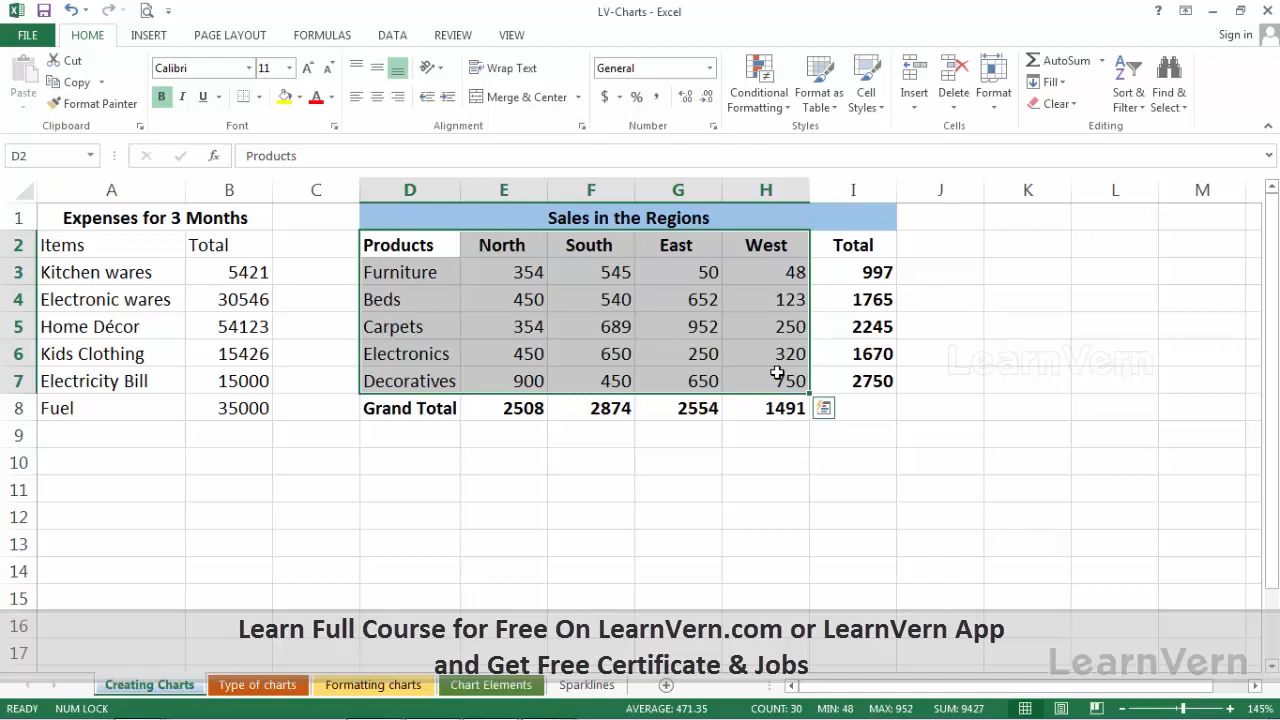 LV-Charts - Excel
?
FILE HOME INSERT PAGE LAYOUT FORMULAS DATA REVIEW VIEW Sign in
Paste
Cut
Copy
Format Painter
Clipboard
Calibri 11
B I U A
Font
Wrap Text
Merge & Center
Alignment
General
$ % ,
Number
Conditional Formatting
Format as Table
Cell Styles
Styles
Insert Delete Format
Cells
AutoSum
Fill
Clear
Sort & Filter
Find & Select
Editing
D2 fx Products
A B C D E F G H I J K L M
1 Expenses for 3 Months Sales in the Regions
2 Items Total Products North South East West Total
3 Kitchen wares 5421 Furniture 354 545 50 48 997
4 Electronic wares 30546 Beds 450 540 652 123 1765
5 Home Décor 54123 Carpets 354 689 952 250 2245
6 Kids Clothing 15426 Electronics 450 650 250 320 1670
7 Electricity Bill 15000 Decoratives 900 450 650 750 2750
8 Fuel 35000 Grand Total 2508 2874 2554 1491
9
10
11
12
13
14
15
16
17
LearnVern
Learn Full Course for Free On LearnVern.com or LearnVern App
and Get Free Certificate & Jobs
LearnVern
Creating Charts Type of charts Formatting charts Chart Elements Sparklines
READY NUM LOCK AVERAGE: 471.35 COUNT: 30 MIN: 48 MAX: 952 SUM: 9427 145%